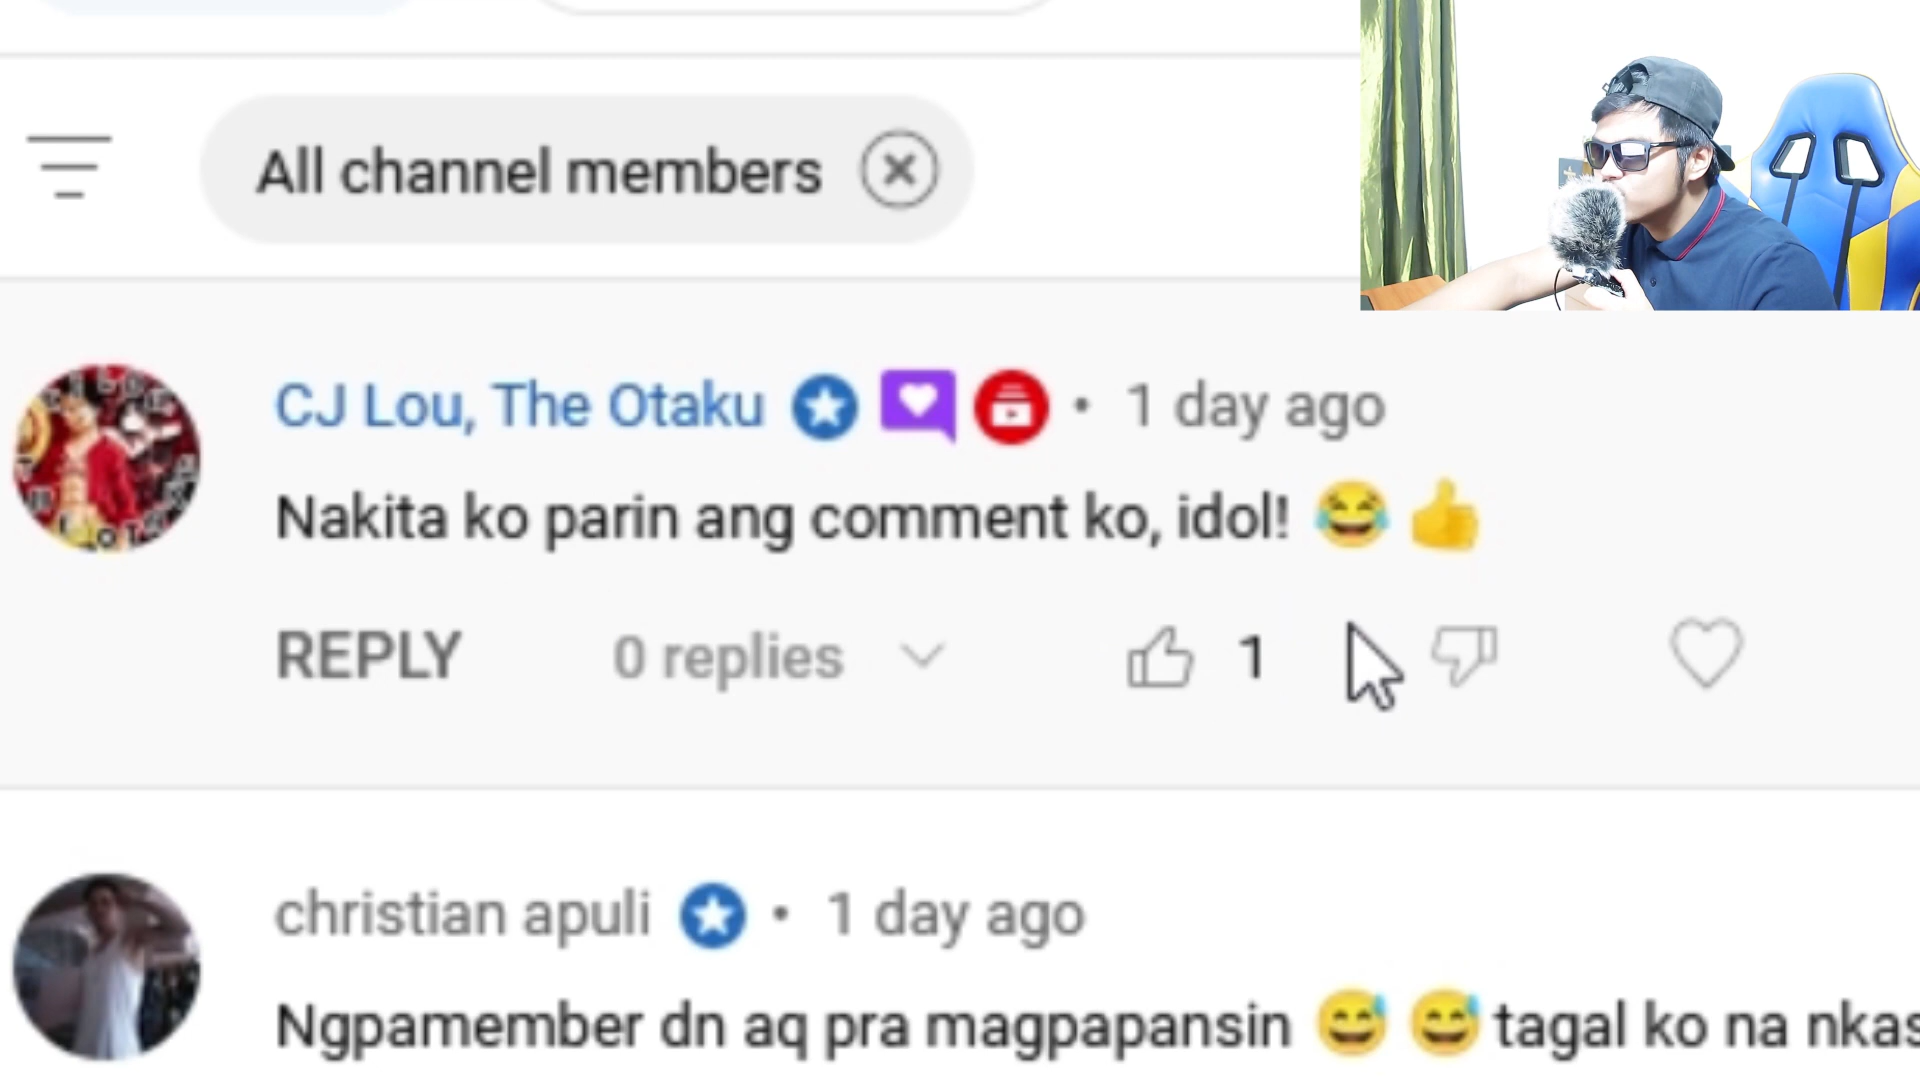 All channel members
CJ Lou, The Otaku • 1 day ago
Nakita ko parin ang comment ko, idol! 😂 👍
REPLY 0 replies 1
christian apuli • 1 day ago
Ngpamember dn aq pra magpapansin 😅 😅 tagal ko na nkas